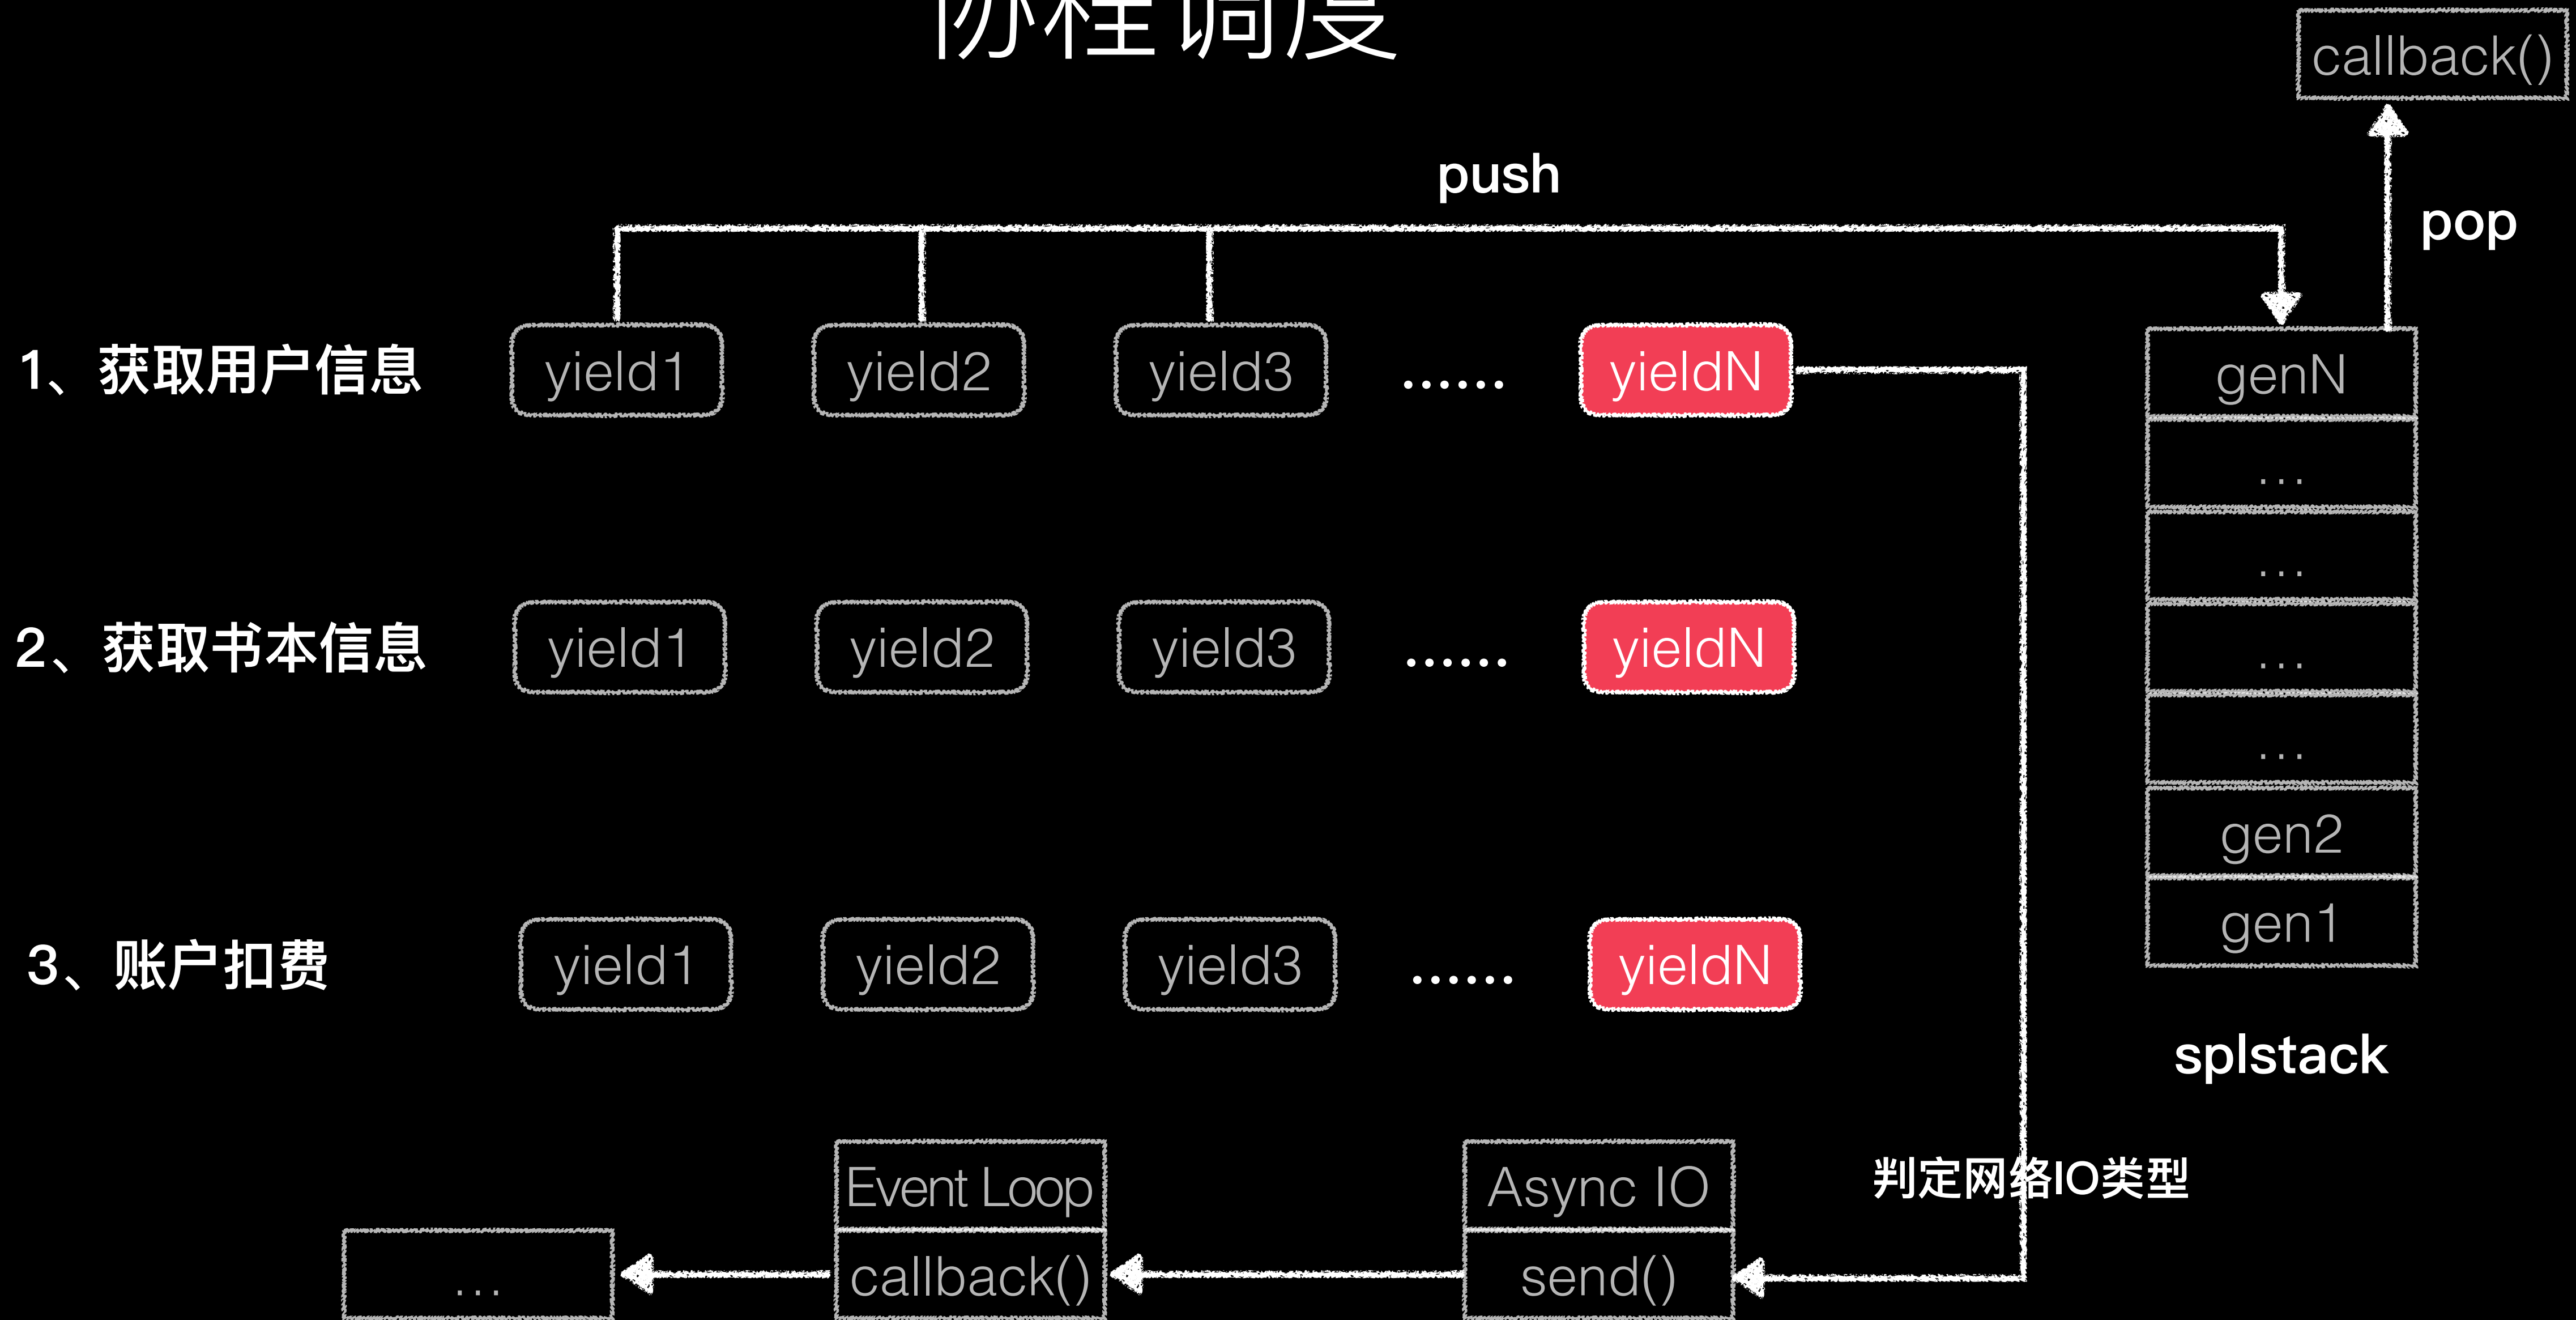 协程调度
callback()
push
pop
1、获取用户信息
yield1
yield2
yield3
......
yieldN
genN
...
...
...
...
gen2
gen1
splstack
2、获取书本信息
yield1
yield2
yield3
......
yieldN
3、账户扣费
yield1
yield2
yield3
......
yieldN
判定网络IO类型
Async IO
send()
Event Loop
callback()
...